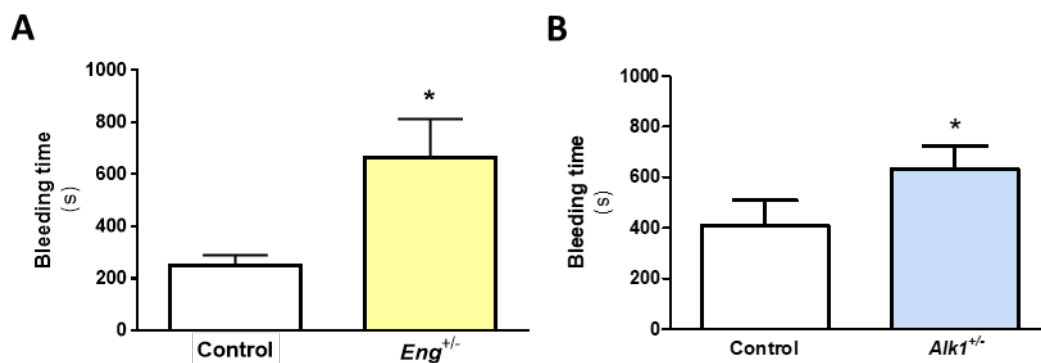 A
Bleeding time
(s)
1000
800
600
400
200
0
*
Control
Eng+/-
B
Bleeding time
(s)
1000
800
600
400
200
0
*
Control
Alk1+/-